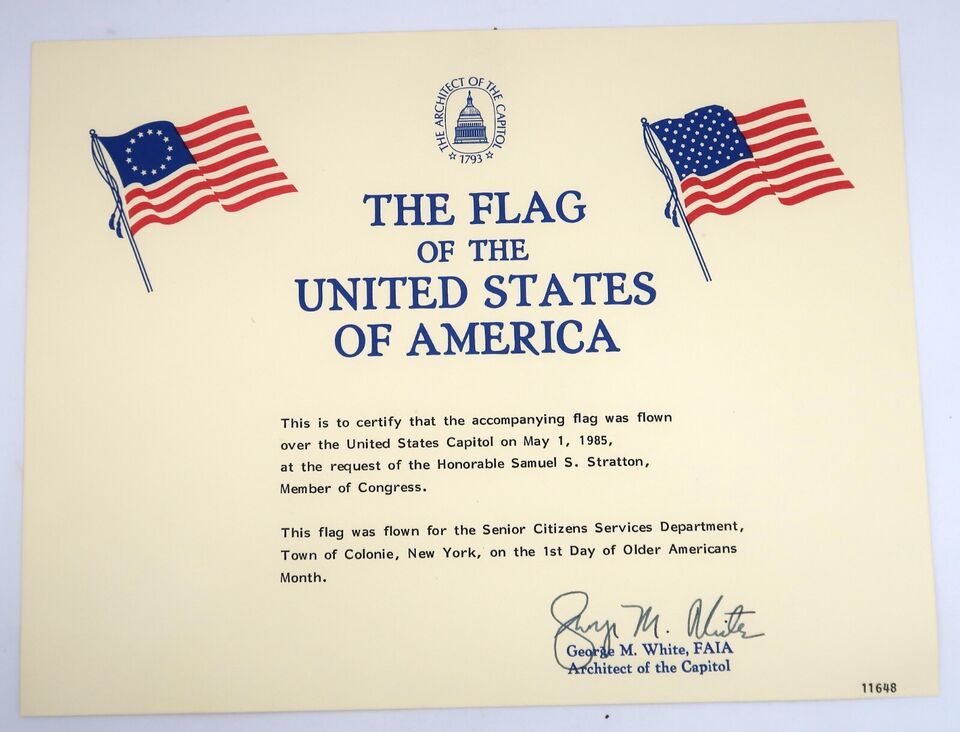 THE ARCHITECT OF THE CAPITOL
1793
THE FLAG
OF THE
UNITED STATES
OF AMERICA
This is to certify that the accompanying flag was flown
over the United States Capitol on May 1, 1985,
at the request of the Honorable Samuel S. Stratton,
Member of Congress.
This flag was flown for the Senior Citizens Services Department,
Town of Colonie, New York, on the 1st Day of Older Americans
Month.
George M. White
George M. White, FAIA
Architect of the Capitol
11648